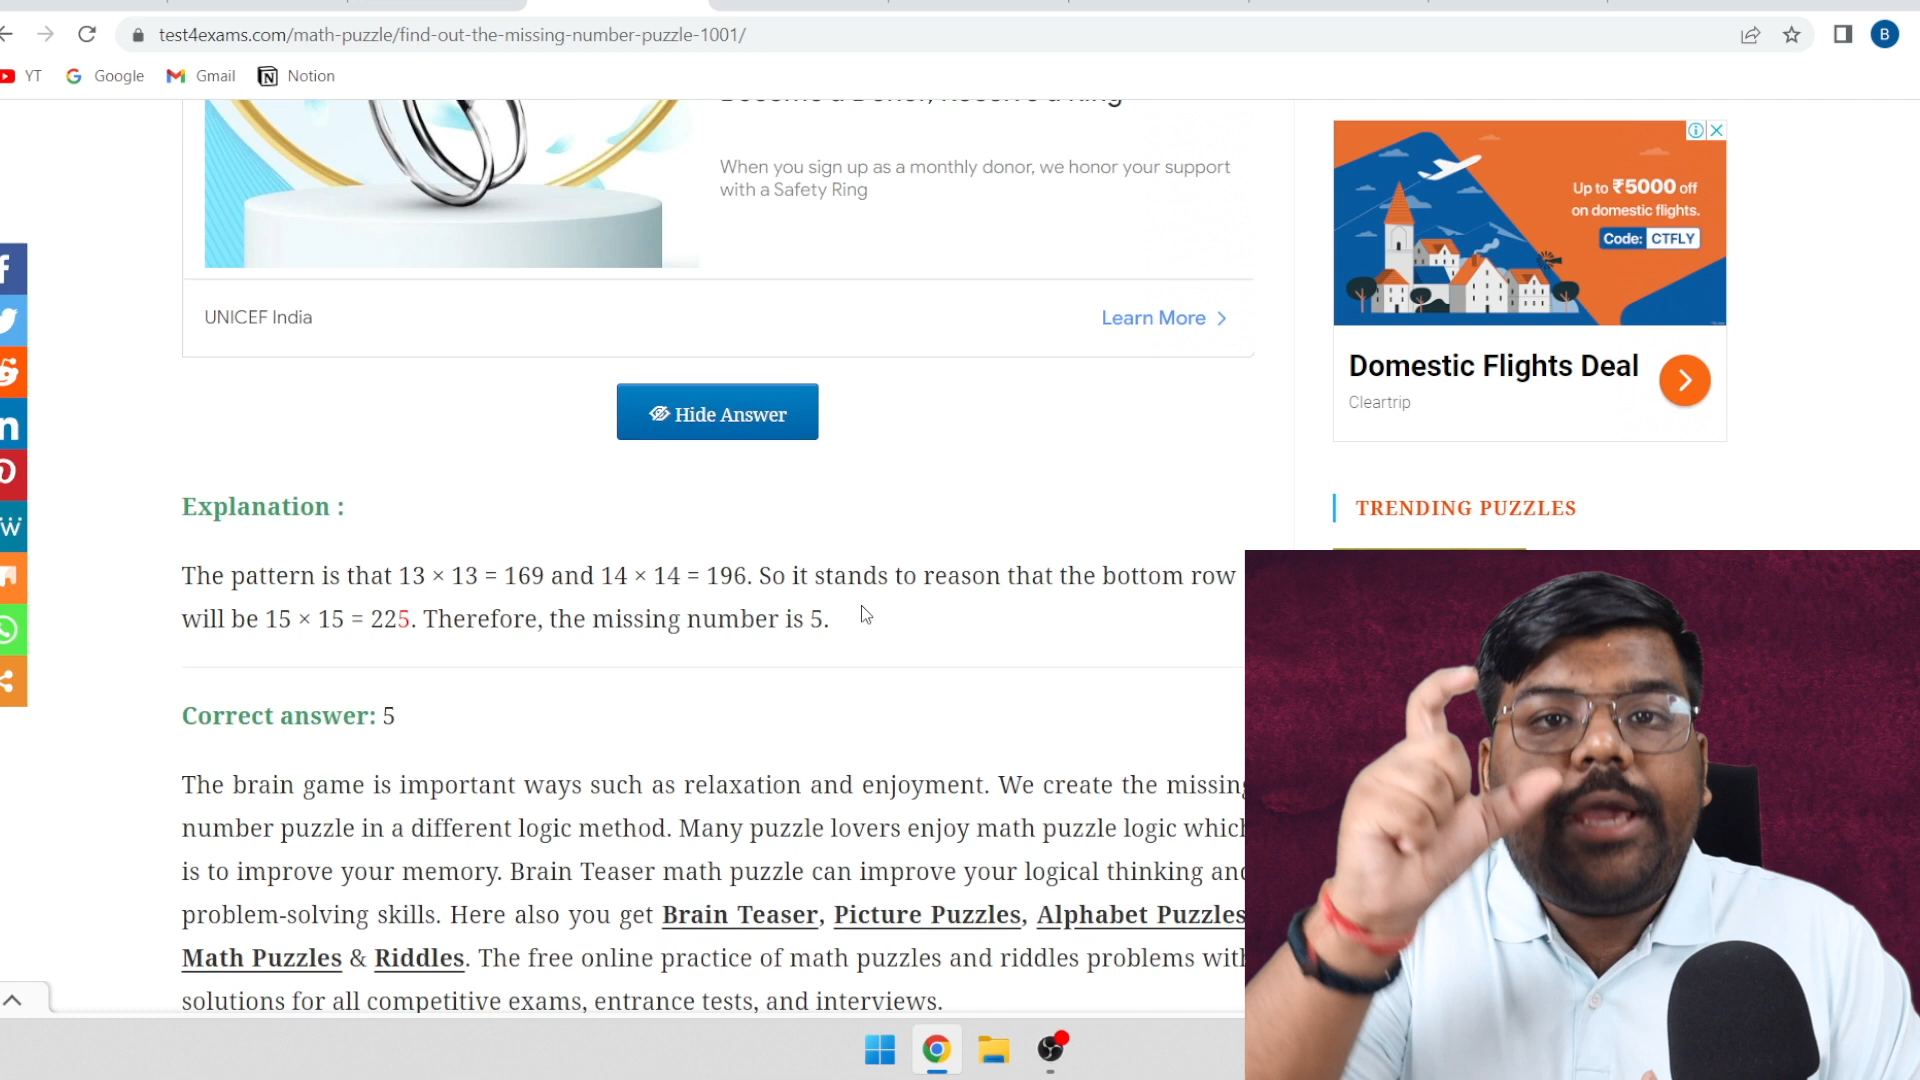 test4exams.com/math-puzzle/find-out-the-missing-number-puzzle-1001/
B
YT
Google
Gmail
Notion
Become a Donor, Receive a Ring
When you sign up as a monthly donor, we honor your support
with a Safety Ring
UNICEF India
Learn More
Hide Answer
Up to ₹5000 off
on domestic flights.
Code: CTFLY
Domestic Flights Deal
Cleartrip
TRENDING PUZZLES
Explanation :
The pattern is that 13 × 13 = 169 and 14 × 14 = 196. So it stands to reason that the bottom row
will be 15 × 15 = 225. Therefore, the missing number is 5.
Correct answer: 5
The brain game is important ways such as relaxation and enjoyment. We create the missing
number puzzle in a different logic method. Many puzzle lovers enjoy math puzzle logic which
is to improve your memory. Brain Teaser math puzzle can improve your logical thinking and
problem-solving skills. Here also you get Brain Teaser, Picture Puzzles, Alphabet Puzzles
Math Puzzles & Riddles. The free online practice of math puzzles and riddles problems with
solutions for all competitive exams, entrance tests, and interviews.